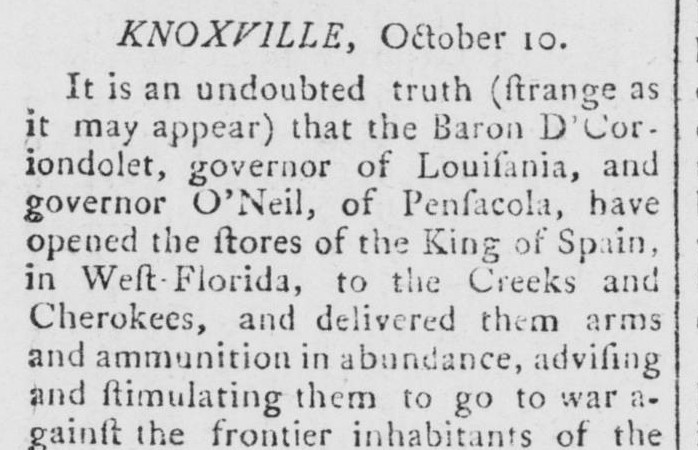 KNOXVILLE, October 10.
It is an undoubted truth (ſtrange as
it may appear) that the Baron D'Cor-
iondolet, governor of Louiſiania, and
governor O'Neil, of Penſacola, have
opened the ſtores of the King of Spain,
in Weſt-Florida, to the Creeks and
Cherokees, and delivered them arms
and ammunition in abundance, adviſing
and ſtimulating them to go to war a-
gainſt the frontier inhabitants of the